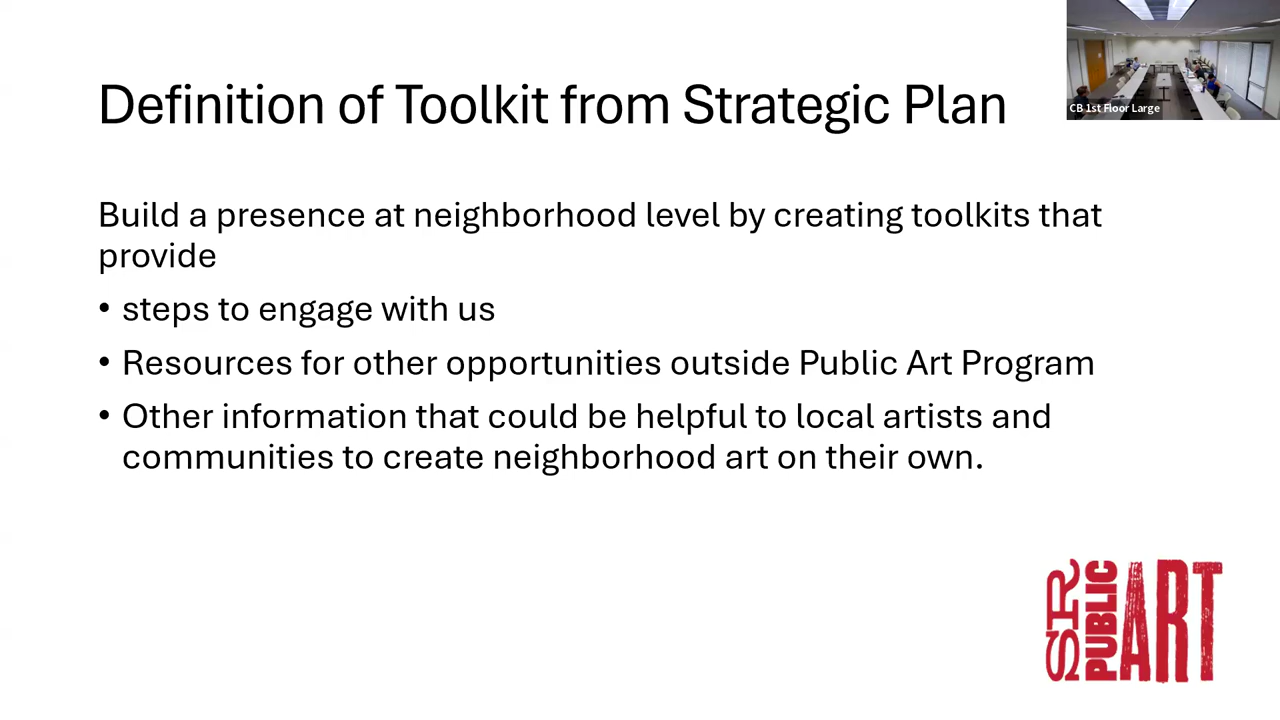 Definition of Toolkit from Strategic Plan
CB 1st Floor Large
Build a presence at neighborhood level by creating toolkits that
provide
• steps to engage with us
• Resources for other opportunities outside Public Art Program
• Other information that could be helpful to local artists and
communities to create neighborhood art on their own.
SR
PUBLIC
ART